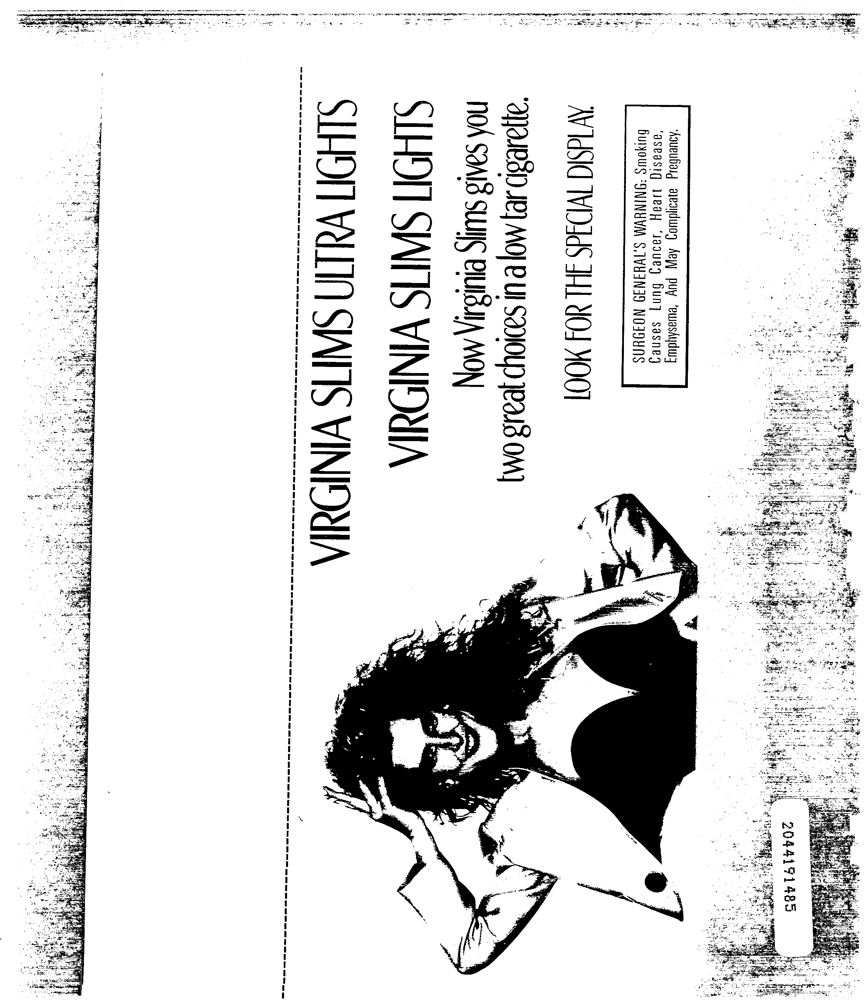 VIRGINIA SLIMS ULTRA LIGHTS
VIRGINIA SLIMS LIGHTS
Now Virginia Slims gives you
two great choices in a low tar cigarette.
LOOK FOR THE SPECIAL DISPLAY.
SURGEON GENERAL'S WARNING: Smoking
Causes Lung Cancer, Heart Disease,
Emphysema, And May Complicate Pregnancy.
2044191485